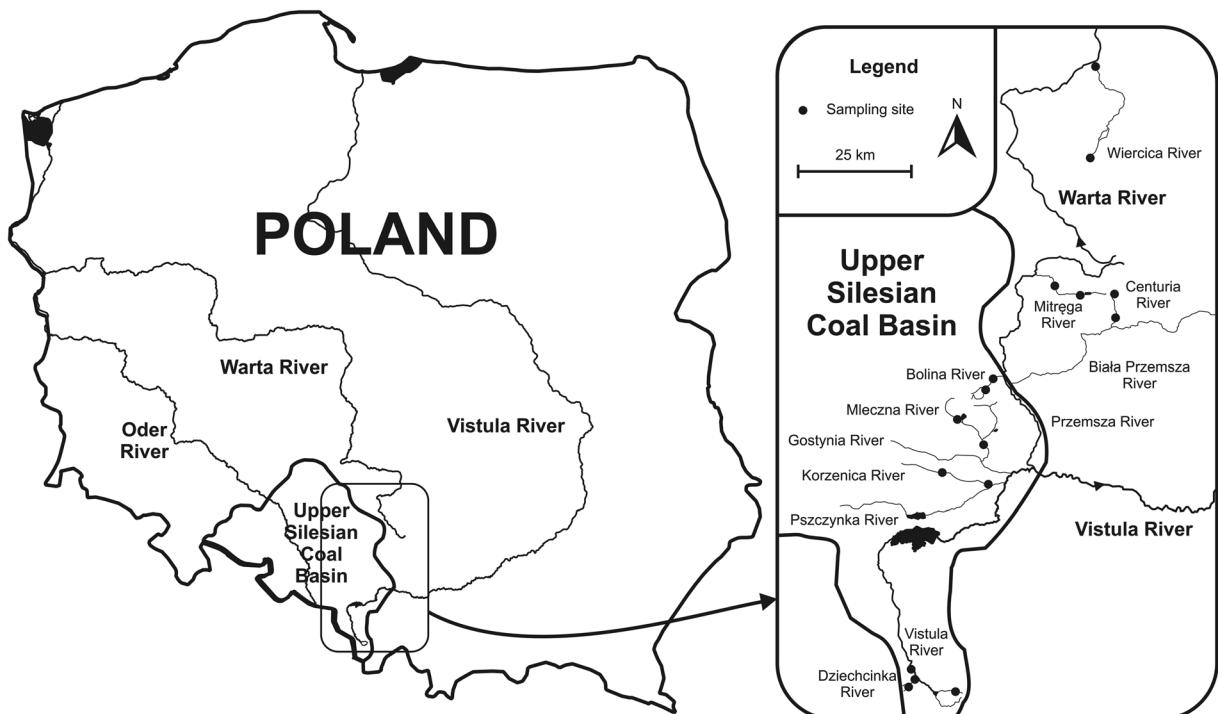 POLAND
Warta River
Oder
River
Vistula River
Upper
Silesian
Coal
Basin
Legend
Sampling site
N
25 km
Wiercica River
Warta River
Upper
Silesian
Coal Basin
Centuria
River
Mitręga
River
Biała Przemsza
River
Bolina River
Mleczna River
Przemsza River
Gostynia River
Korzenica River
Pszczynka River
Vistula River
Vistula
River
Dziechcinka
River